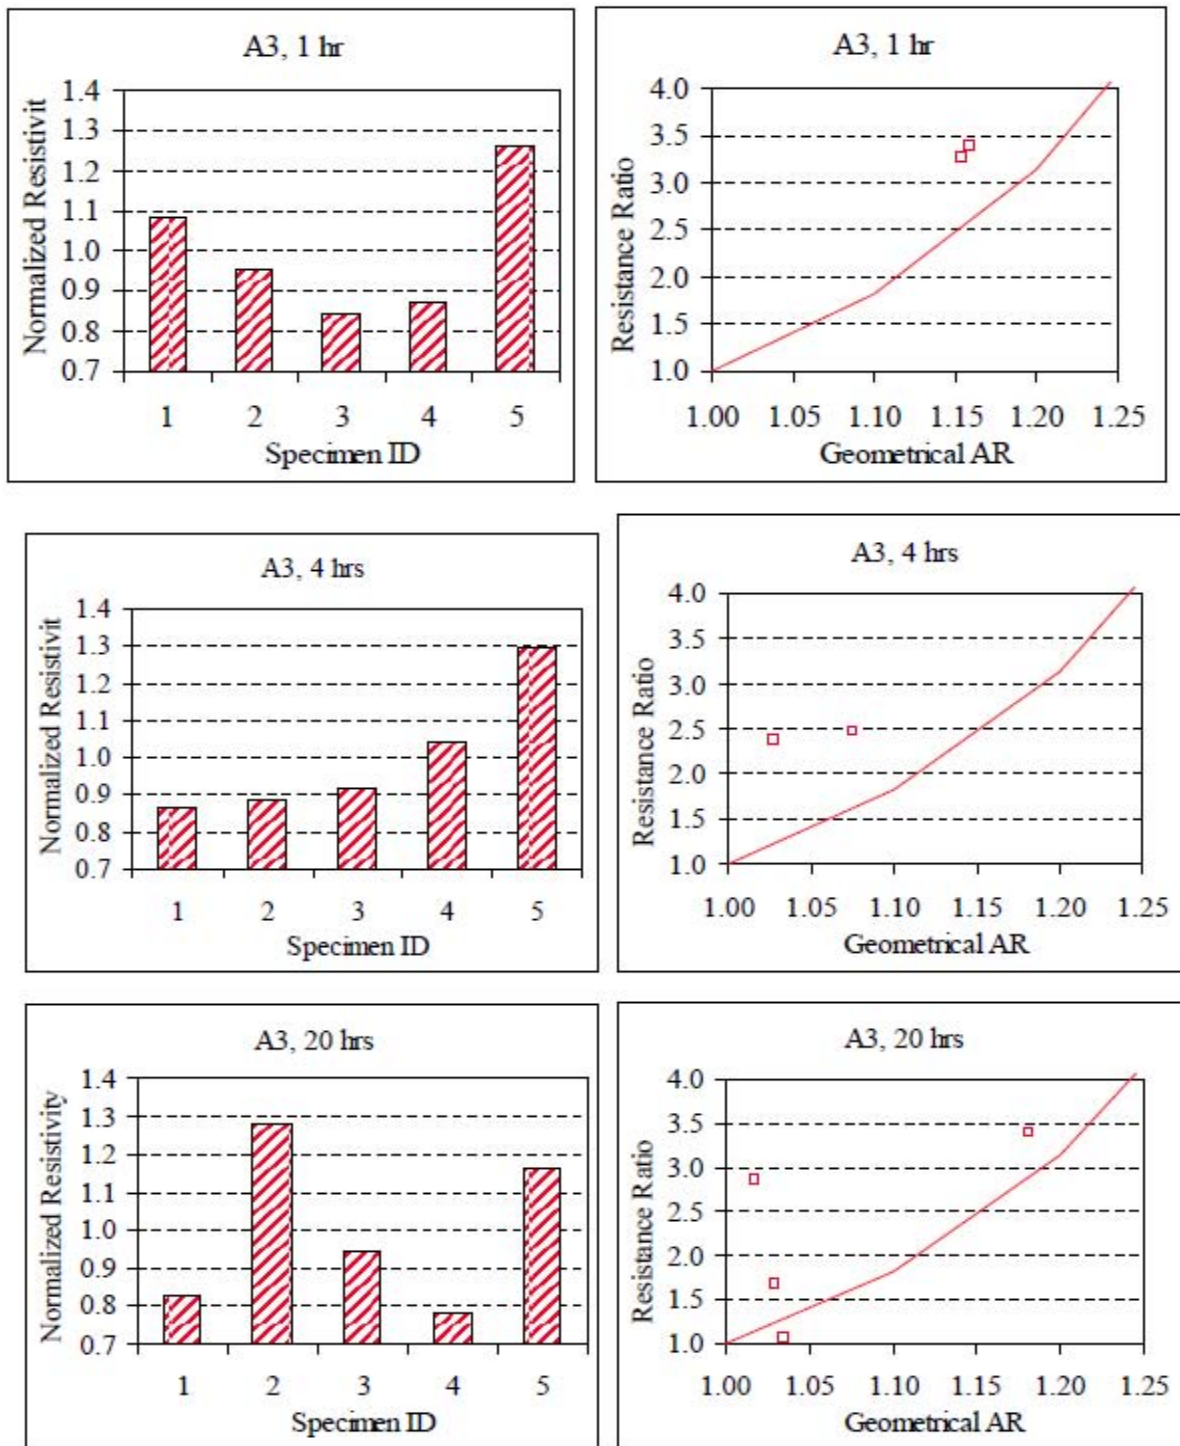 A3, 1 hr
Normalized Resistivit
1.4
1.3
1.2
1.1
1.0
0.9
0.8
0.7
1 2 3 4 5
Specimen ID
A3, 1 hr
Resistance Ratio
4.0
3.5
3.0
2.5
2.0
1.5
1.0
1.00 1.05 1.10 1.15 1.20 1.25
Geometrical AR
A3, 4 hrs
Normalized Resistivit
1.4
1.3
1.2
1.1
1.0
0.9
0.8
0.7
1 2 3 4 5
Specimen ID
A3, 4 hrs
Resistance Ratio
4.0
3.5
3.0
2.5
2.0
1.5
1.0
1.00 1.05 1.10 1.15 1.20 1.25
Geometrical AR
A3, 20 hrs
Normalized Resistivity
1.4
1.3
1.2
1.1
1.0
0.9
0.8
0.7
1 2 3 4 5
Specimen ID
A3, 20 hrs
Resistance Ratio
4.0
3.5
3.0
2.5
2.0
1.5
1.0
1.00 1.05 1.10 1.15 1.20 1.25
Geometrical AR